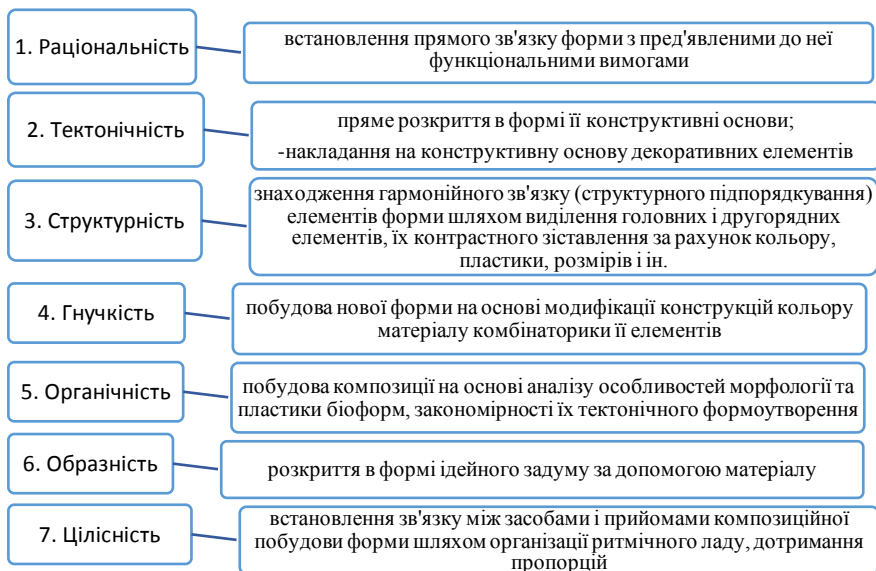 1. Раціональність
встановлення прямого зв'язку форми з пред'явленими до неї
функціональними вимогами
2. Тектонічність
пряме розкриття в формі її конструктивні основи;
-накладання на конструктивну основу декоративних елементів
3. Структурність
знаходження гармонійного зв'язку (структурного підпорядкування)
елементів форми шляхом виділення головних і другорядних
елементів, їх контрастного зіставлення за рахунок кольору,
пластики, розмірів і ін.
4. Гнучкість
побудова нової форми на основі модифікації конструкцій кольору
матеріалу комбінаторики її елементів
5. Органічність
побудова композиції на основі аналізу особливостей морфології та
пластики біоформ, закономірності їх тектонічного формоутворення
6. Образність
розкриття в формі ідейного задуму за допомогою матеріалу
7. Цілісність
встановлення зв'язку між засобами і прийомами композиційної
побудови форми шляхом організації ритмічного ладу, дотримання
пропорцій